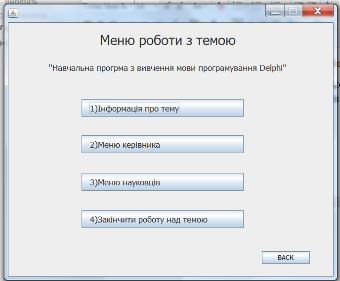 Меню роботи з темою
"Навчальна прогрма з вивчення мови програмування Delphi"
1)Інформація про тему
2)Меню керівника
3)Меню науковців
4)Закінчити роботу над темою
BACK